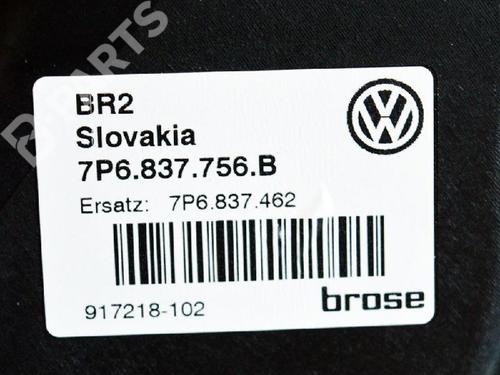 BR2
Slovakia
7P6.837.756.B
Ersatz: 7P6.837.462
917218-102
brose